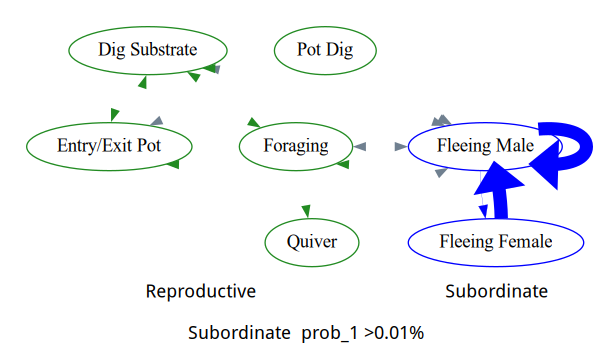 Dig Substrate
Pot Dig
Entry/Exit Pot
Foraging
Fleeing Male
Quiver
Fleeing Female
Reproductive
Subordinate
Subordinate prob_1 >0.01%